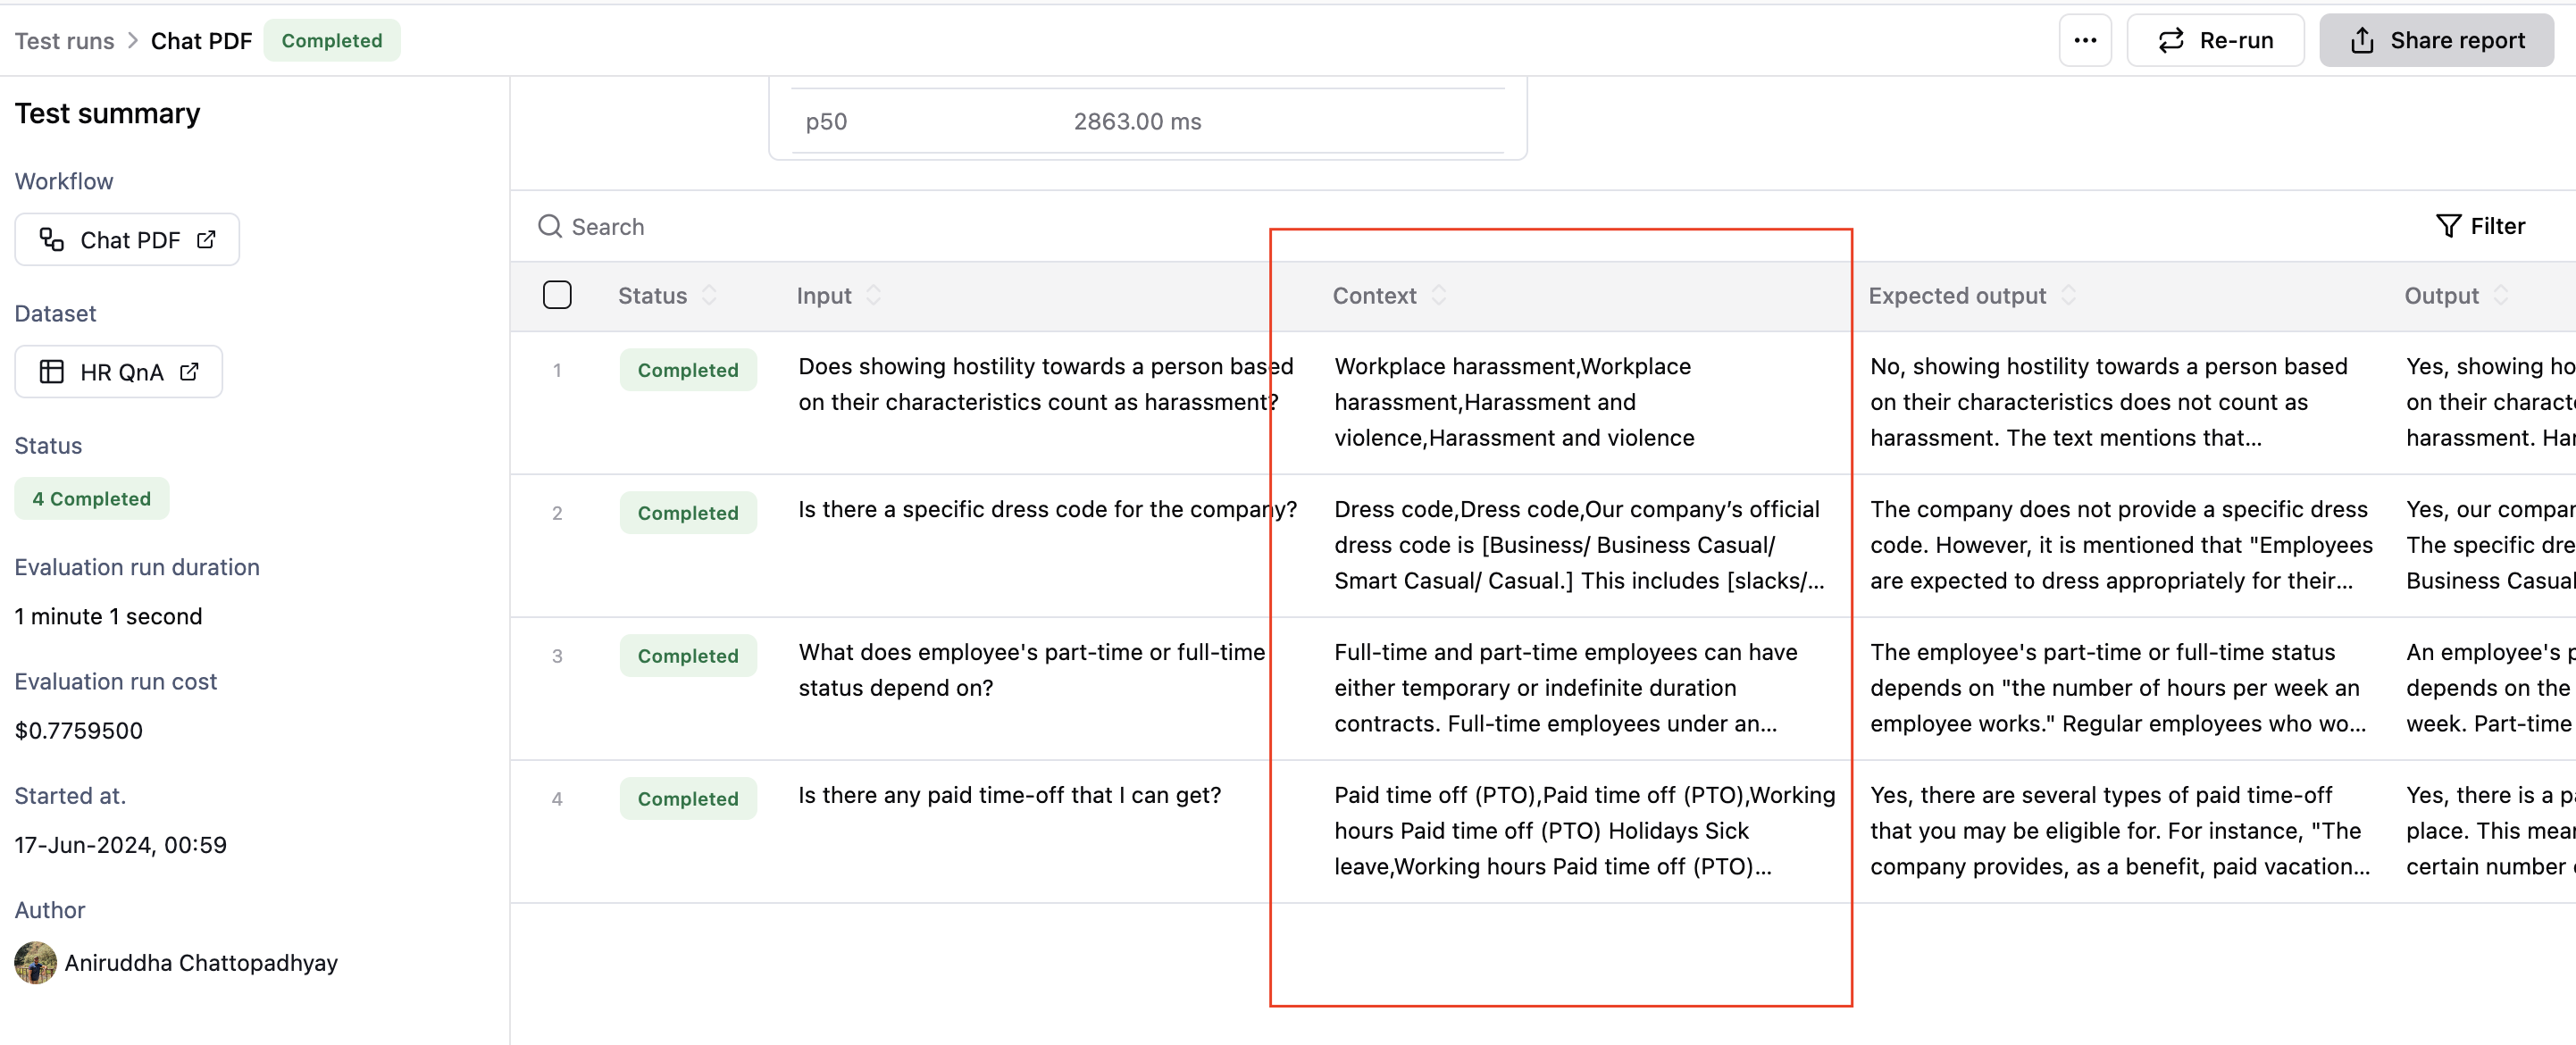 Test runs > Chat PDF Completed
... Re-run Share report
Test summary
Workflow
Chat PDF
Dataset
HR QnA
Status
4 Completed
Evaluation run duration
1 minute 1 second
Evaluation run cost
$0.7759500
Started at.
17-Jun-2024, 00:59
Author
Aniruddha Chattopadhyay
p50 2863.00 ms
Search
Filter
Status Input Context Expected output Output
1 Completed
Does showing hostility towards a person based
on their characteristics count as harassment?
Workplace harassment,Workplace
harassment,Harassment and
violence,Harassment and violence
No, showing hostility towards a person based
on their characteristics does not count as
harassment. The text mentions that...
Yes, showing ho
on their characte
harassment. Har
2 Completed
Is there a specific dress code for the company?
Dress code,Dress code,Our company’s official
dress code is [Business/ Business Casual/
Smart Casual/ Casual.] This includes [slacks/...
The company does not provide a specific dress
code. However, it is mentioned that "Employees
are expected to dress appropriately for their...
Yes, our compan
The specific dre
Business Casual
3 Completed
What does employee's part-time or full-time
status depend on?
Full-time and part-time employees can have
either temporary or indefinite duration
contracts. Full-time employees under an...
The employee's part-time or full-time status
depends on "the number of hours per week an
employee works." Regular employees who wo...
An employee's p
depends on the
week. Part-time
4 Completed
Is there any paid time-off that I can get?
Paid time off (PTO),Paid time off (PTO),Working
hours Paid time off (PTO) Holidays Sick
leave,Working hours Paid time off (PTO)...
Yes, there are several types of paid time-off
that you may be eligible for. For instance, "The
company provides, as a benefit, paid vacation...
Yes, there is a pa
place. This mean
certain number o